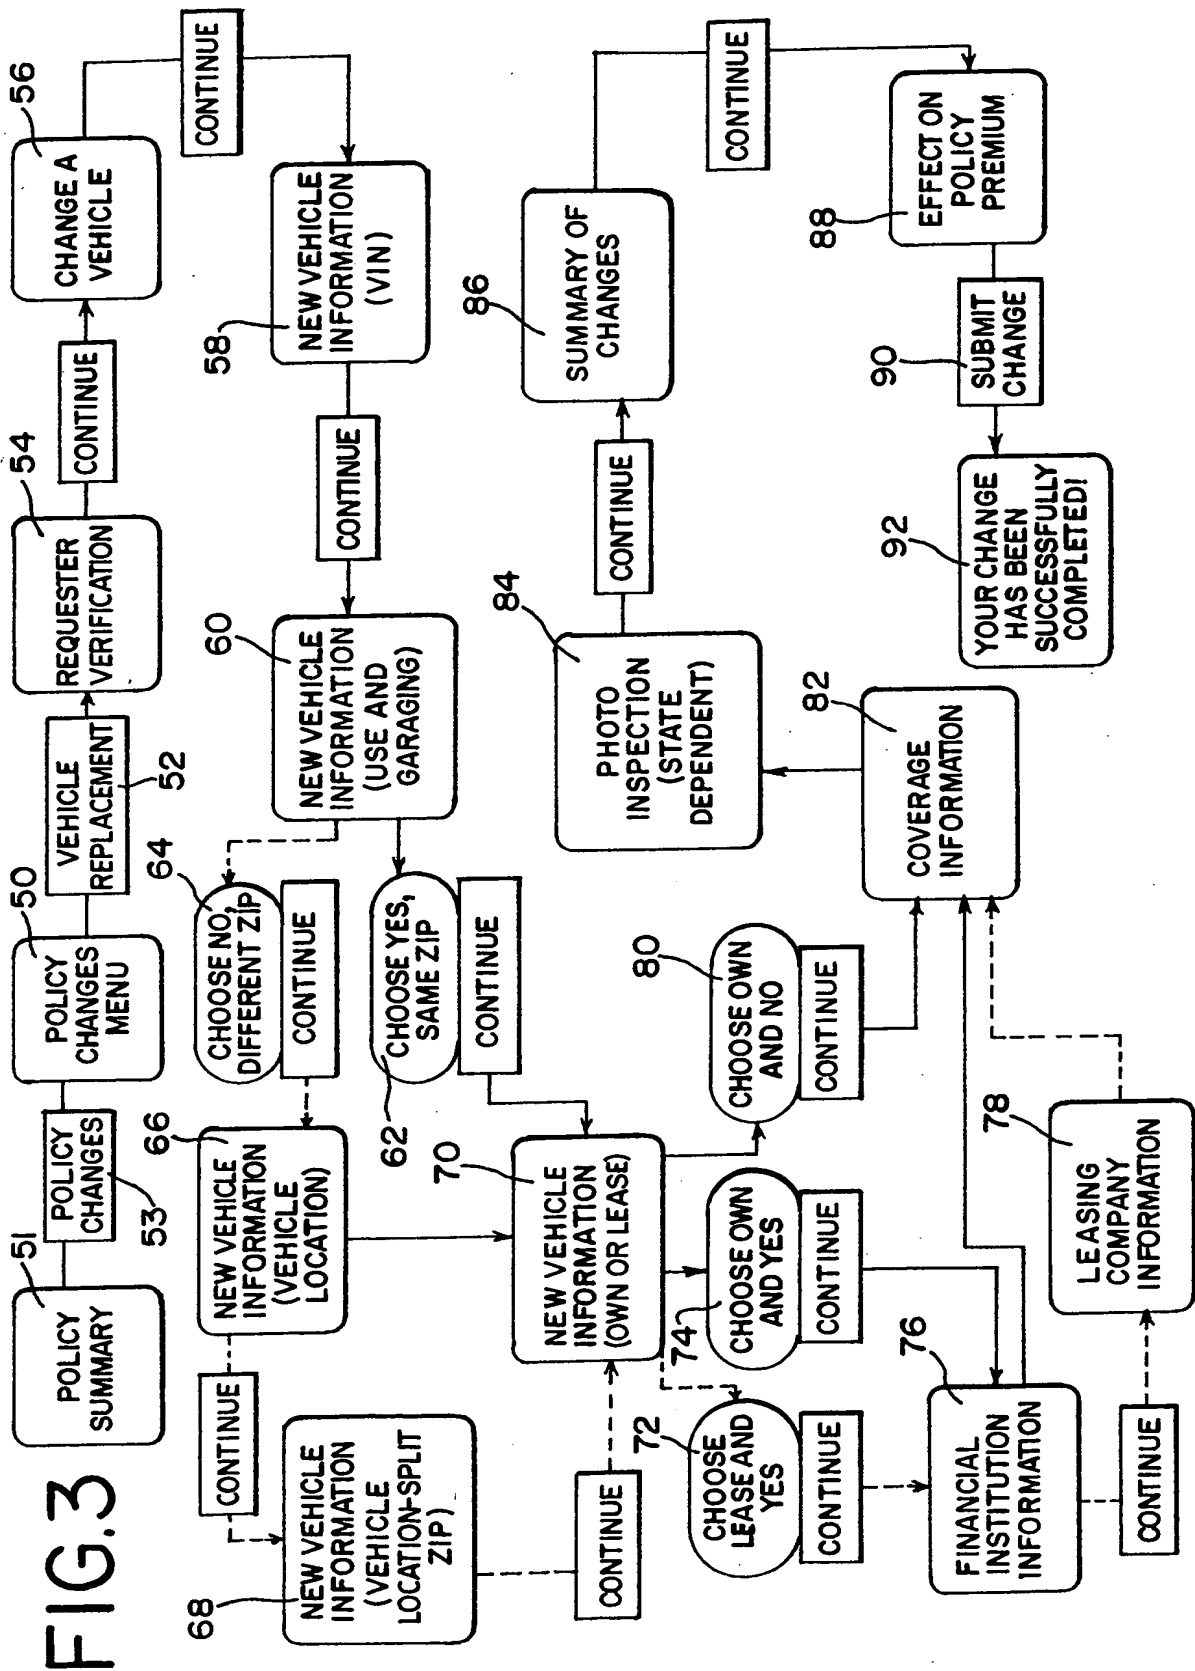 FIG.3
51
POLICY
SUMMARY
POLICY
CHANGES
53
50
POLICY
CHANGES
MENU
VEHICLE
REPLACEMENT
52
54
REQUESTER
VERIFICATION
CONTINUE
56
CHANGE A
VEHICLE
CONTINUE
58
NEW VEHICLE
INFORMATION
(VIN)
CONTINUE
60
NEW VEHICLE
INFORMATION
(USE AND
GARAGING)
64
CHOOSE NO,
DIFFERENT ZIP
CONTINUE
62
CHOOSE YES,
SAME ZIP
CONTINUE
66
NEW VEHICLE
INFORMATION
(VEHICLE
LOCATION)
CONTINUE
68
NEW VEHICLE
INFORMATION
(VEHICLE
LOCATION-SPLIT
ZIP)
CONTINUE
70
NEW VEHICLE
INFORMATION
(OWN OR LEASE)
72
CHOOSE
LEASE AND
YES
CONTINUE
74
CHOOSE OWN
AND YES
CONTINUE
80
CHOOSE OWN
AND NO
CONTINUE
76
FINANCIAL
INSTITUTION
INFORMATION
CONTINUE
78
LEASING
COMPANY
INFORMATION
82
COVERAGE
INFORMATION
84
PHOTO
INSPECTION
(STATE
DEPENDENT)
CONTINUE
86
SUMMARY OF
CHANGES
CONTINUE
88
EFFECT ON
POLICY
PREMIUM
90
SUBMIT
CHANGE
92
YOUR CHANGE
HAS BEEN
SUCCESSFULLY
COMPLETED!